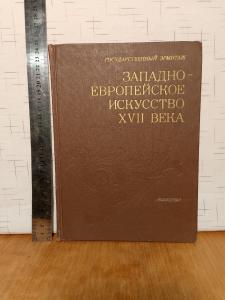 ГОСУДАРСТВЕННЫЙ ЭРМИТАЖ
ЗАПАДНО-
ЕВРОПЕЙСКОЕ
ИСКУССТВО
XVII ВЕКА